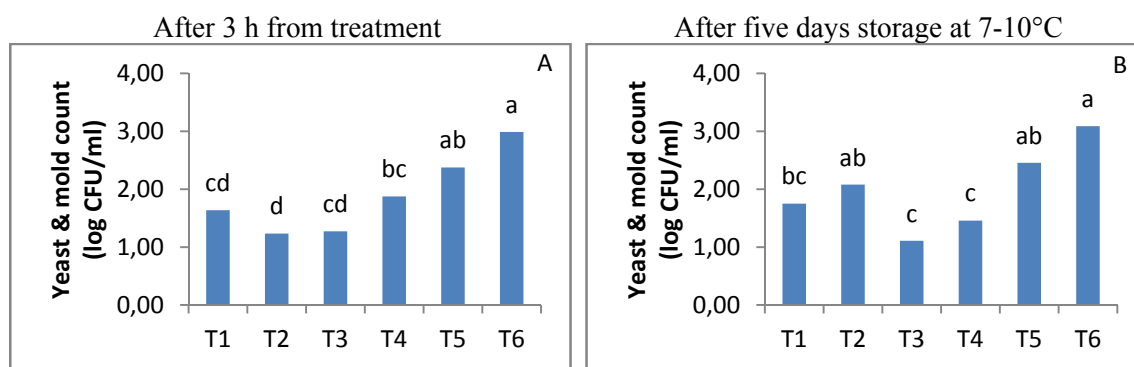 After 3 h from treatment
A
Yeast & mold count
(log CFU/ml)
4,00
3,00
2,00
1,00
0,00
cd
d
cd
bc
ab
a
T1 T2 T3 T4 T5 T6
After five days storage at 7-10°C
B
Yeast & mold count
(log CFU/ml)
4,00
3,00
2,00
1,00
0,00
bc
ab
c
c
ab
a
T1 T2 T3 T4 T5 T6